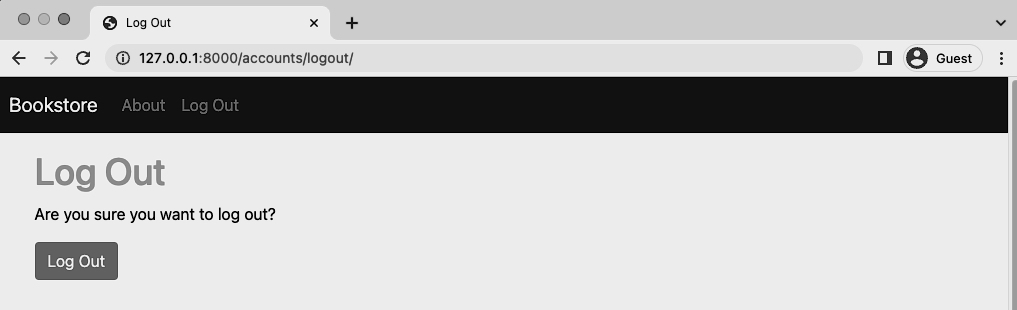 Log Out
127.0.0.1:8000/accounts/logout/
Guest
Bookstore About Log Out
Log Out
Are you sure you want to log out?
Log Out